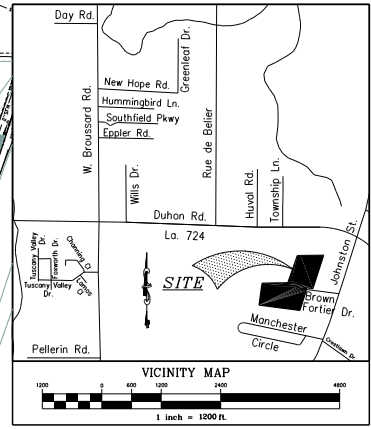 Day Rd.
Greenleaf Dr.
New Hope Rd.
Hummingbird Ln.
Southfield Pkwy
Eppler Rd.
W. Broussard Rd.
Rue de Belier
Wills Dr.
Huval Rd.
Township Ln.
Duhon Rd.
La. 724
Johnston St.
Tuscany Valley
Dr.
Foxworth Dr.
Channing Ct
Lamos
Ct
Tuscany Valley
Dr.
SITE
Brown
Fortier Dr.
Manchester
Circle
Crestlawn Dr
Pellerin Rd.
VICINITY MAP
1200 0 600 1200 2400 4800
1 inch = 1200 ft.